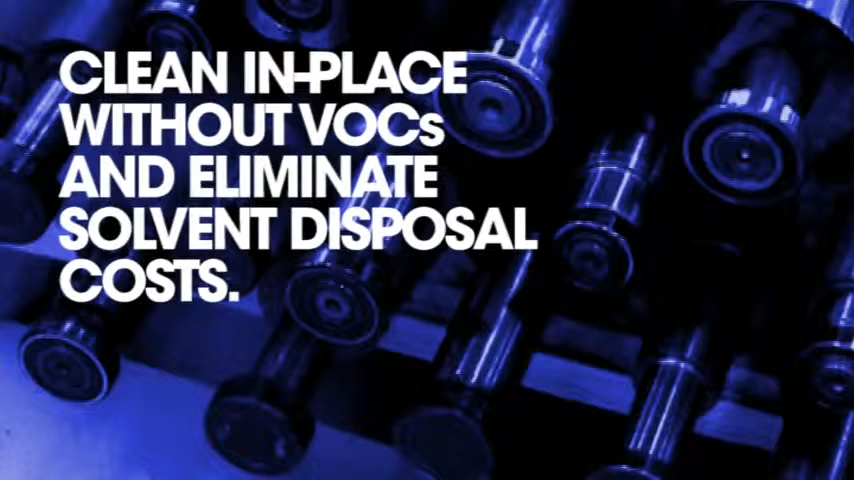 CLEAN IN-PLACE
WITHOUT VOCs
AND ELIMINATE
SOLVENT DISPOSAL
COSTS.